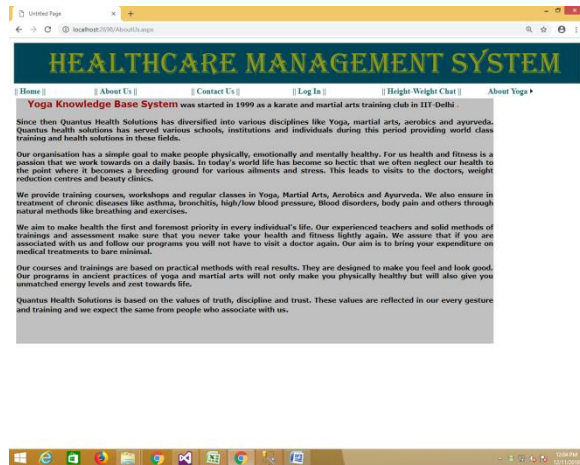 Untitled Page
localhost:2698/AboutUs.aspx
HEALTHCARE MANAGEMENT SYSTEM
|| Home || || About Us || || Contact Us || || Log In || || Height-Weight Chat || About Yoga
Yoga Knowledge Base System was started in 1999 as a karate and martial arts training club in IIT-Delhi .
Since then Quantus Health Solutions has diversified into various disciplines like Yoga, martial arts, aerobics and ayurveda.
Quantus health solutions has served various schools, institutions and individuals during this period providing world class
training and health solutions in these fields.
Our organisation has a simple goal to make people physically, emotionally and mentally healthy. For us health and fitness is a
passion that we work towards on a daily basis. In today's world life has become so hectic that we often neglect our health to
the point where it becomes a breeding ground for various ailments and stress. This leads to visits to the doctors, weight
reduction centres and beauty clinics.
We provide training courses, workshops and regular classes in Yoga, Martial Arts, Aerobics and Ayurveda. We also ensure in
treatment of chronic diseases like asthma, bronchitis, high/low blood pressure, Blood disorders, body pain and others through
natural methods like breathing and exercises.
We aim to make health the first and foremost priority in every individual's life. Our experienced teachers and solid methods of
trainings and assessment make sure that you never take your health and fitness lightly again. We assure that if you are
associated with us and follow our programs you will not have to visit a doctor again. Our aim is to bring your expenditure on
medical treatments to bare minimal.
Our courses and trainings are based on practical methods with real results. They are designed to make you feel and look good.
Our programs in ancient practices of yoga and martial arts will not only make you physically healthy but will also give you
unmatched energy levels and zest towards life.
Quantus Health Solutions is based on the values of truth, discipline and trust. These values are reflected in our every gesture
and training and we expect the same from people who associate with us.
12:04 PM